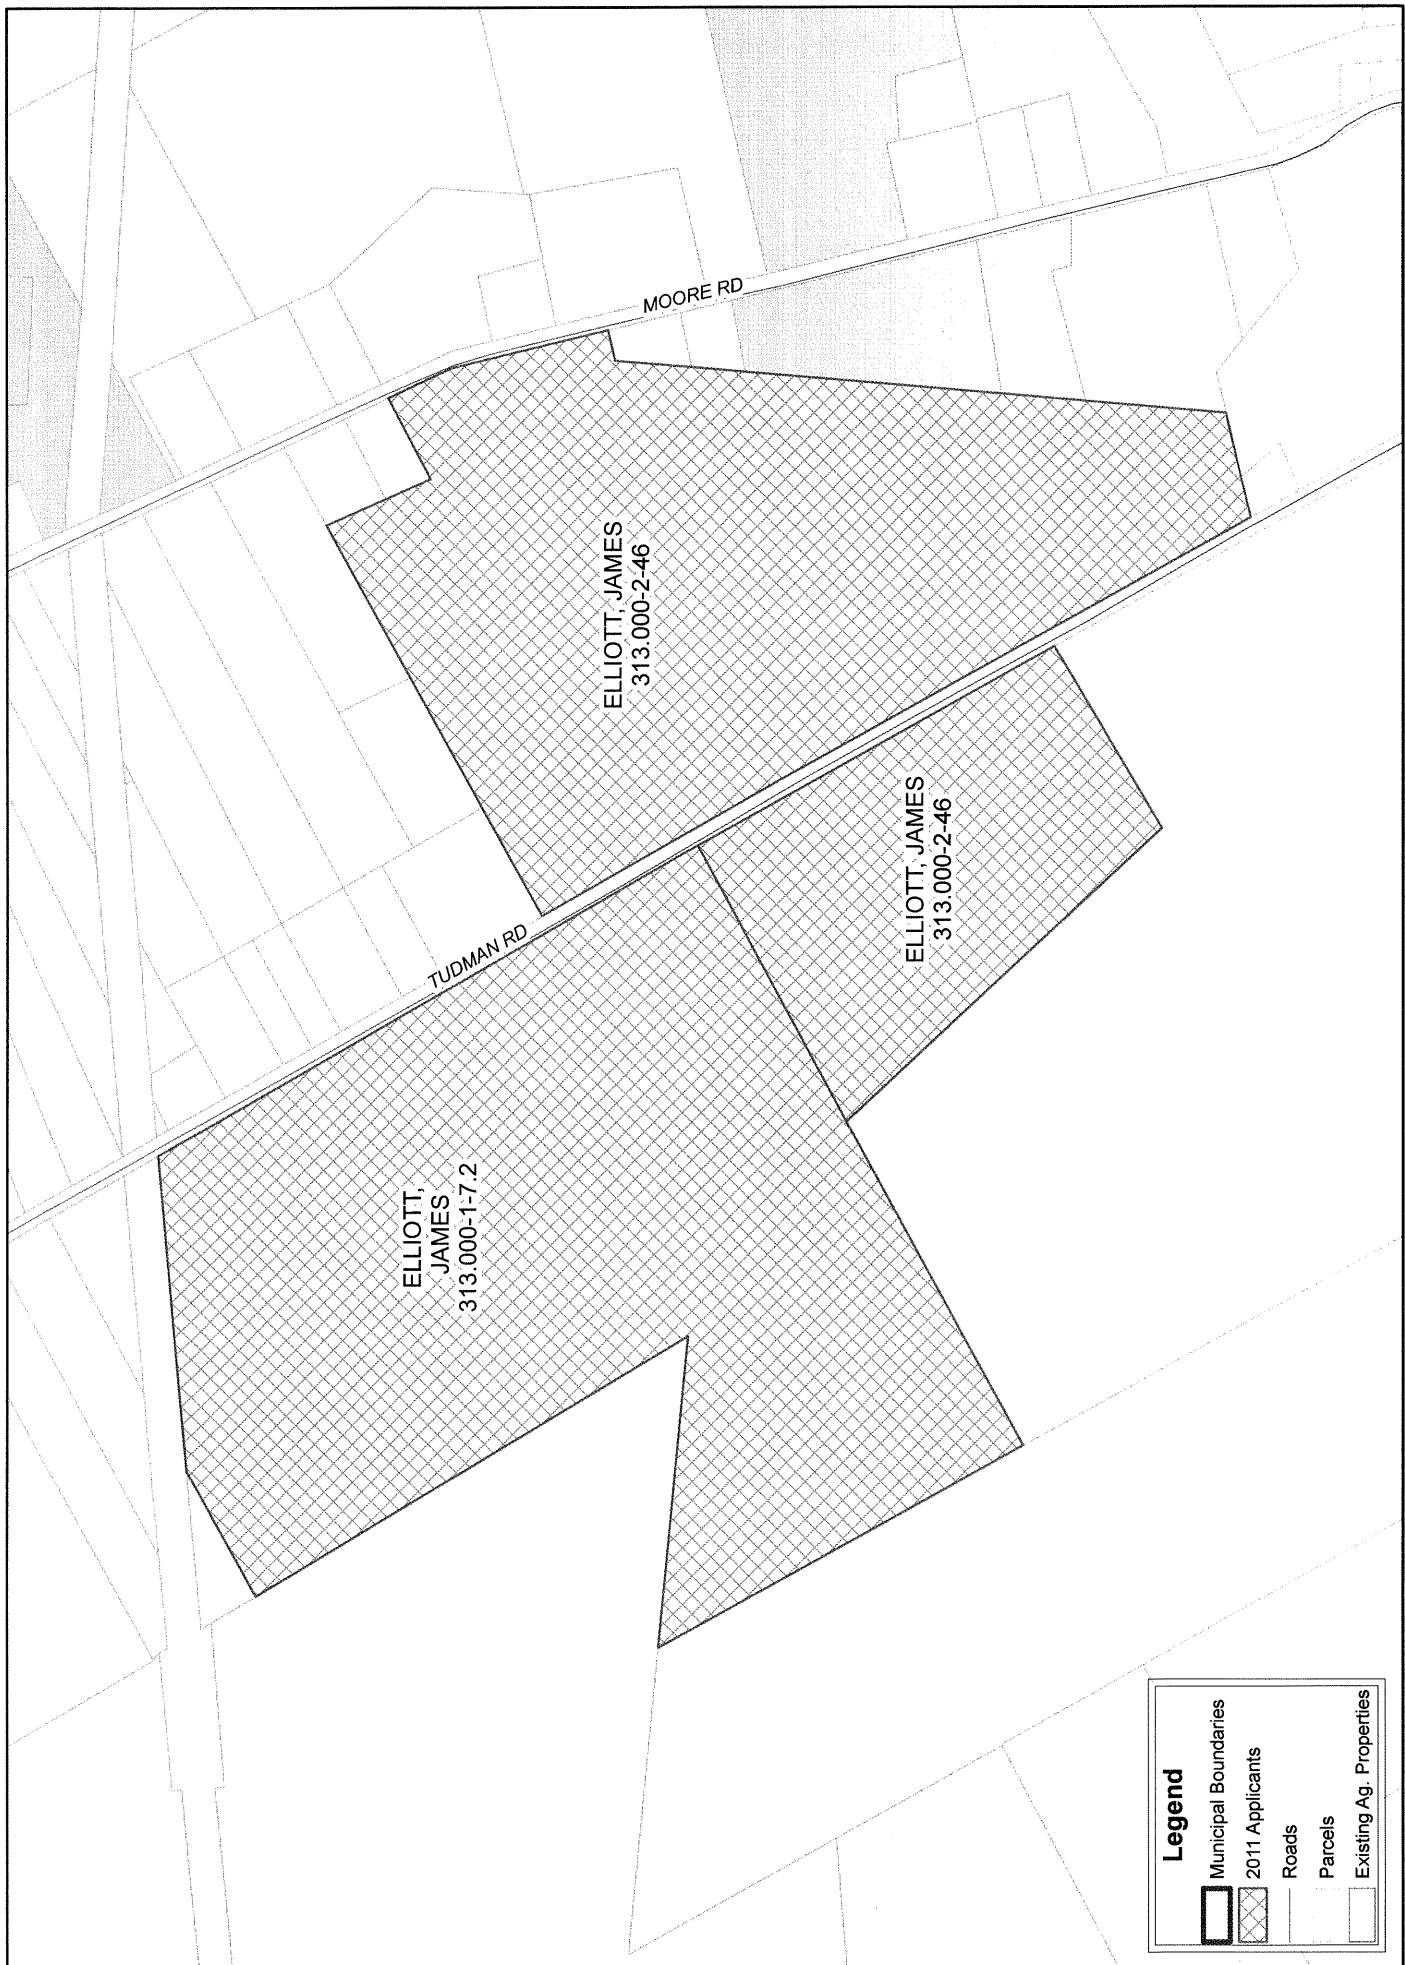 MOORE RD
ELLIOTT, JAMES
313.000-2-46
TUDMAN RD
ELLIOTT, JAMES
313.000-2-46
ELLIOTT,
JAMES
313.000-1-7.2
Legend
Municipal Boundaries
2011 Applicants
Roads
Parcels
Existing Ag. Properties